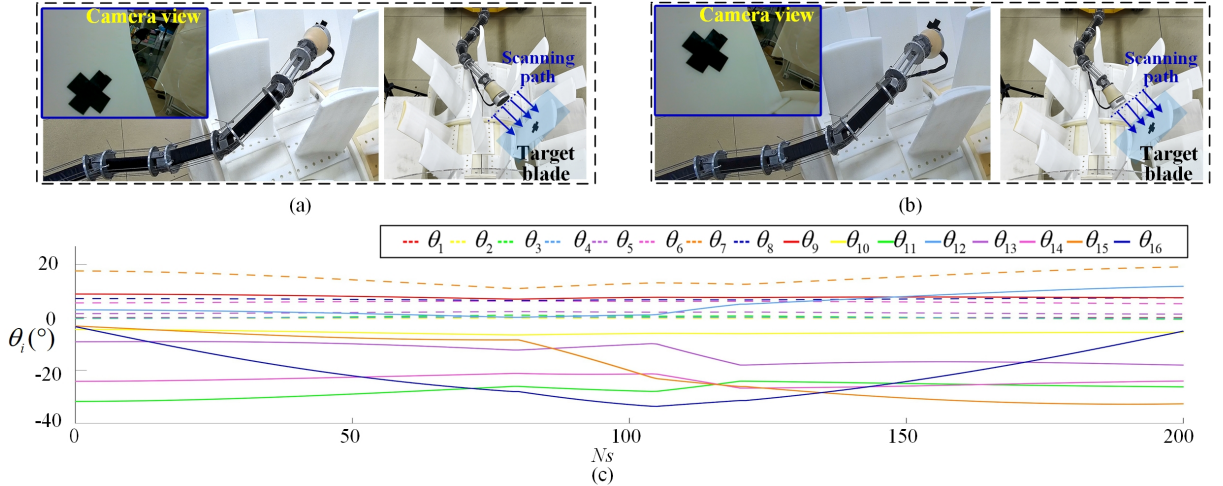 Camera view
Scanning
path
Target
blade
(a)
Camera view
Scanning
path
Target
blade
(b)
θ1 θ2 θ3 θ4 θ5 θ6 θ7 θ8 θ9 θ10 θ11 θ12 θ13 θ14 θ15 θ16
20
0
θi(°)
-20
-40
0 50 100 150 200
Ns
(c)